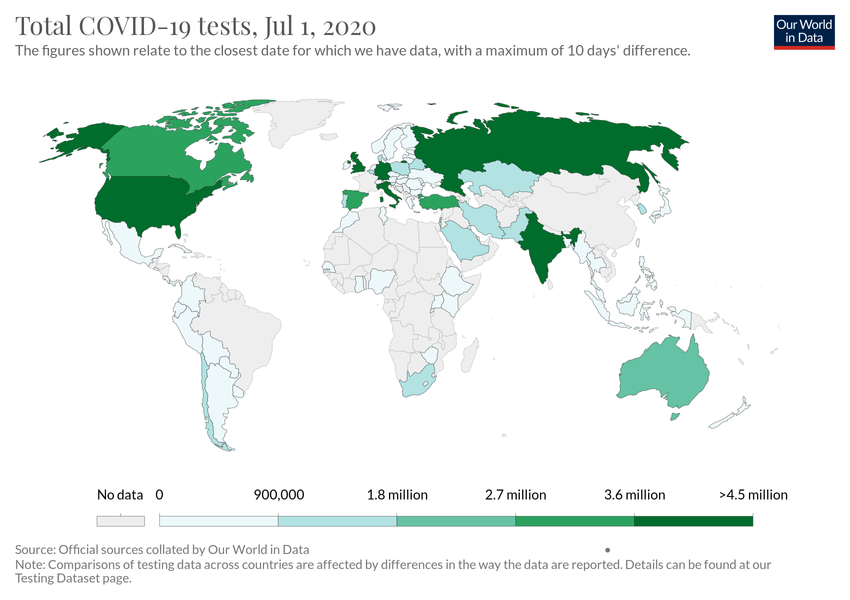 Total COVID-19 tests, Jul 1, 2020
The figures shown relate to the closest date for which we have data, with a maximum of 10 days' difference.
Our World
in Data
No data 0 900,000 1.8 million 2.7 million 3.6 million >4.5 million
Source: Official sources collated by Our World in Data
Note: Comparisons of testing data across countries are affected by differences in the way the data are reported. Details can be found at our
Testing Dataset page.